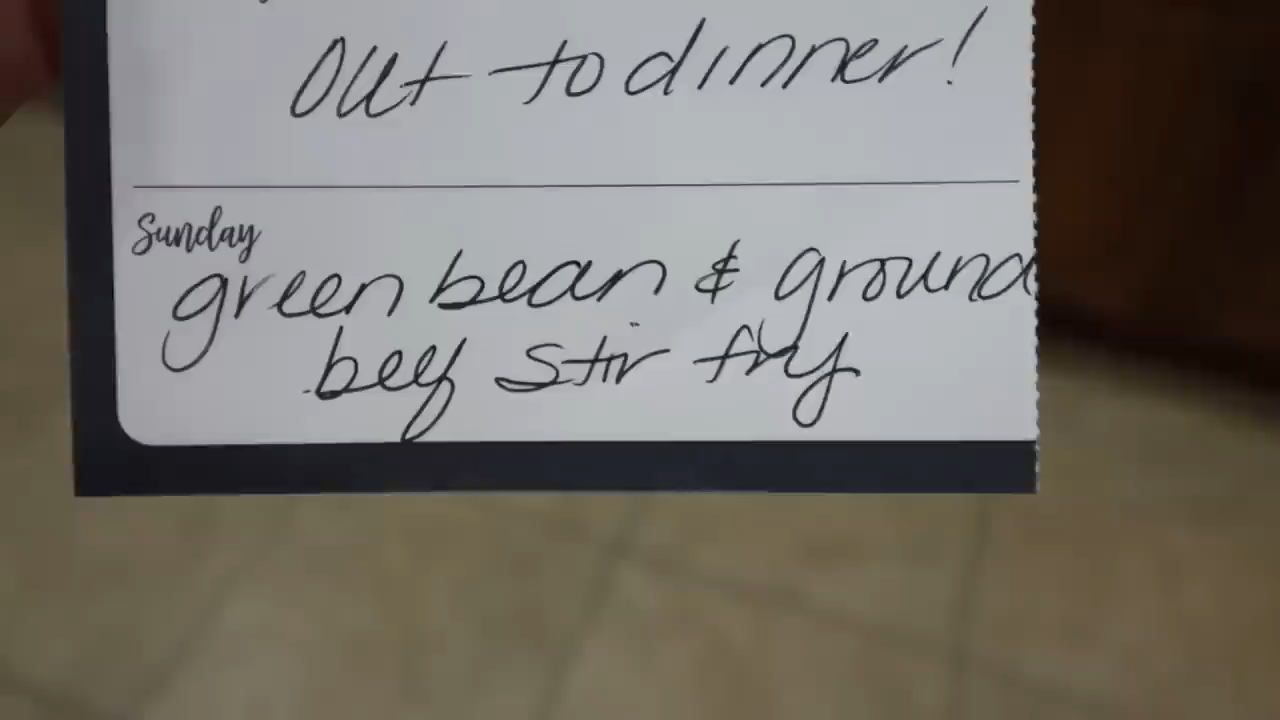 Out to dinner!
Sunday
green bean & ground
beef stir fry